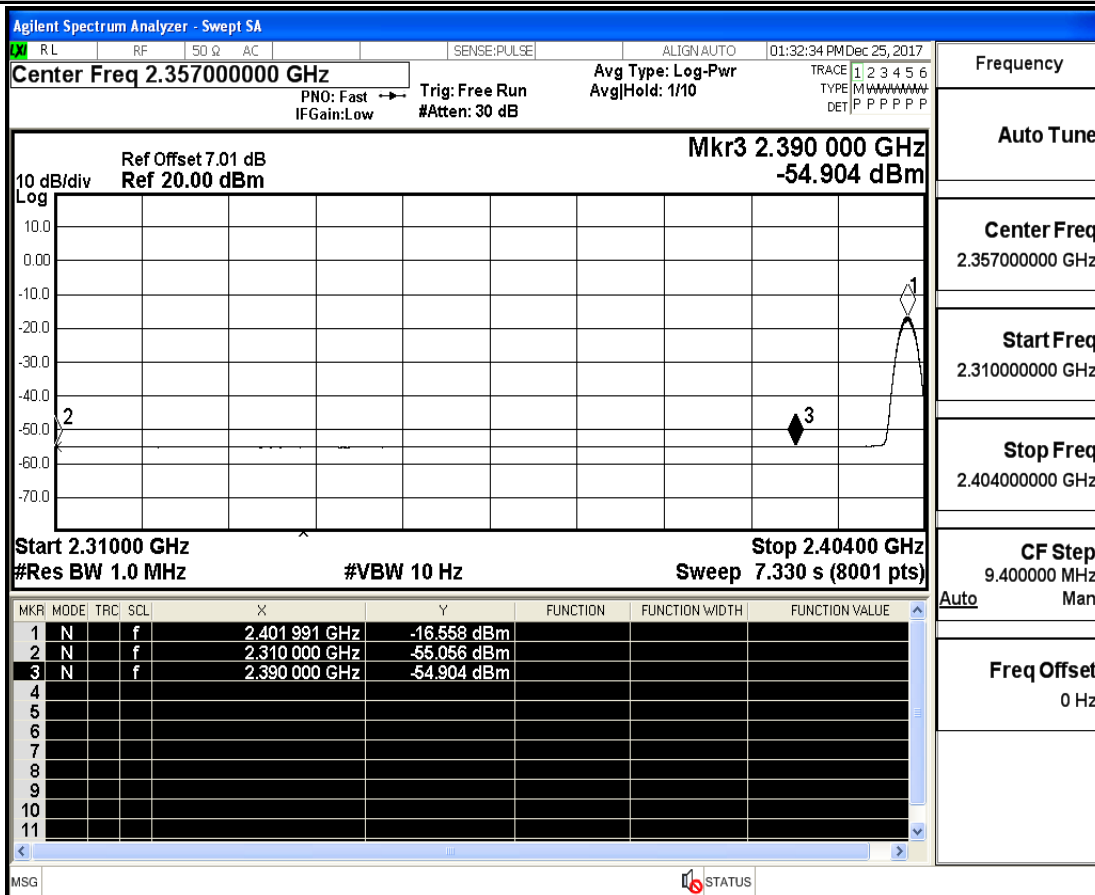 Agilent Spectrum Analyzer - Swept SA
LXI RL RF 50 Ω AC SENSE:PULSE ALIGN AUTO 01:32:34 PM Dec 25, 2017
Center Freq 2.357000000 GHz
PNO: Fast
IFGain:Low
Trig: Free Run
#Atten: 30 dB
Avg Type: Log-Pwr
Avg|Hold: 1/10
TRACE 1 2 3 4 5 6
TYPE M
DET P P P P P P
Ref Offset 7.01 dB
Ref 20.00 dBm
10 dB/div
Log
Mkr3 2.390 000 GHz
-54.904 dBm
10.0
0.00
-10.0
-20.0
-30.0
-40.0
-50.0
-60.0
-70.0
1
2
3
Start 2.31000 GHz Stop 2.40400 GHz
#Res BW 1.0 MHz #VBW 10 Hz Sweep 7.330 s (8001 pts)
MKR MODE TRC SCL X Y FUNCTION FUNCTION WIDTH FUNCTION VALUE
1 N f 2.401 991 GHz -16.558 dBm
2 N f 2.310 000 GHz -55.056 dBm
3 N f 2.390 000 GHz -54.904 dBm
4
5
6
7
8
9
10
11
MSG STATUS
Frequency
Auto Tune
Center Freq
2.357000000 GHz
Start Freq
2.310000000 GHz
Stop Freq
2.404000000 GHz
CF Step
9.400000 MHz
Auto Man
Freq Offset
0 Hz